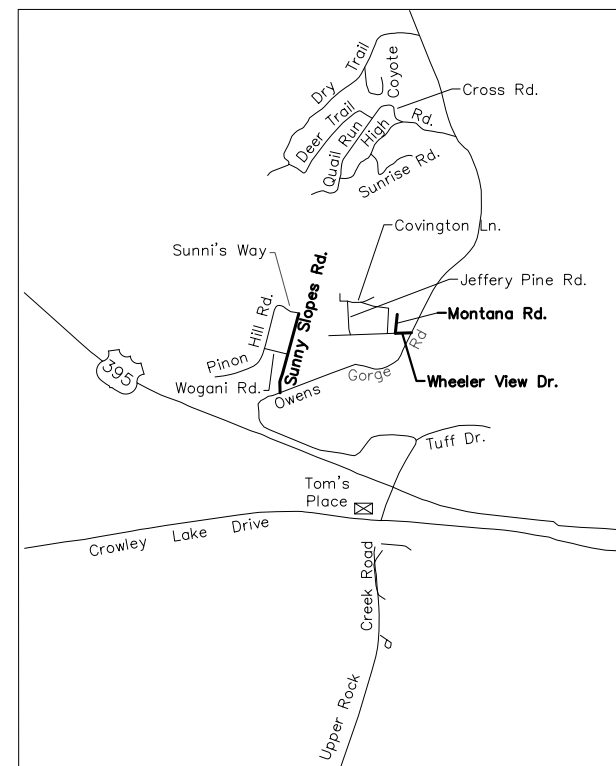 Dry Trail
Coyote
Cross Rd.
Deer Trail
Quail Run
High Rd.
Sunrise Rd.
Covington Ln.
Sunni's Way
Jeffery Pine Rd.
Pinon Hill Rd.
Sunny Slopes Rd.
Montana Rd.
395
Wogani Rd.
Owens Gorge Rd
Wheeler View Dr.
Tuff Dr.
Tom's
Place
Crowley Lake Drive
Upper Rock Creek Road